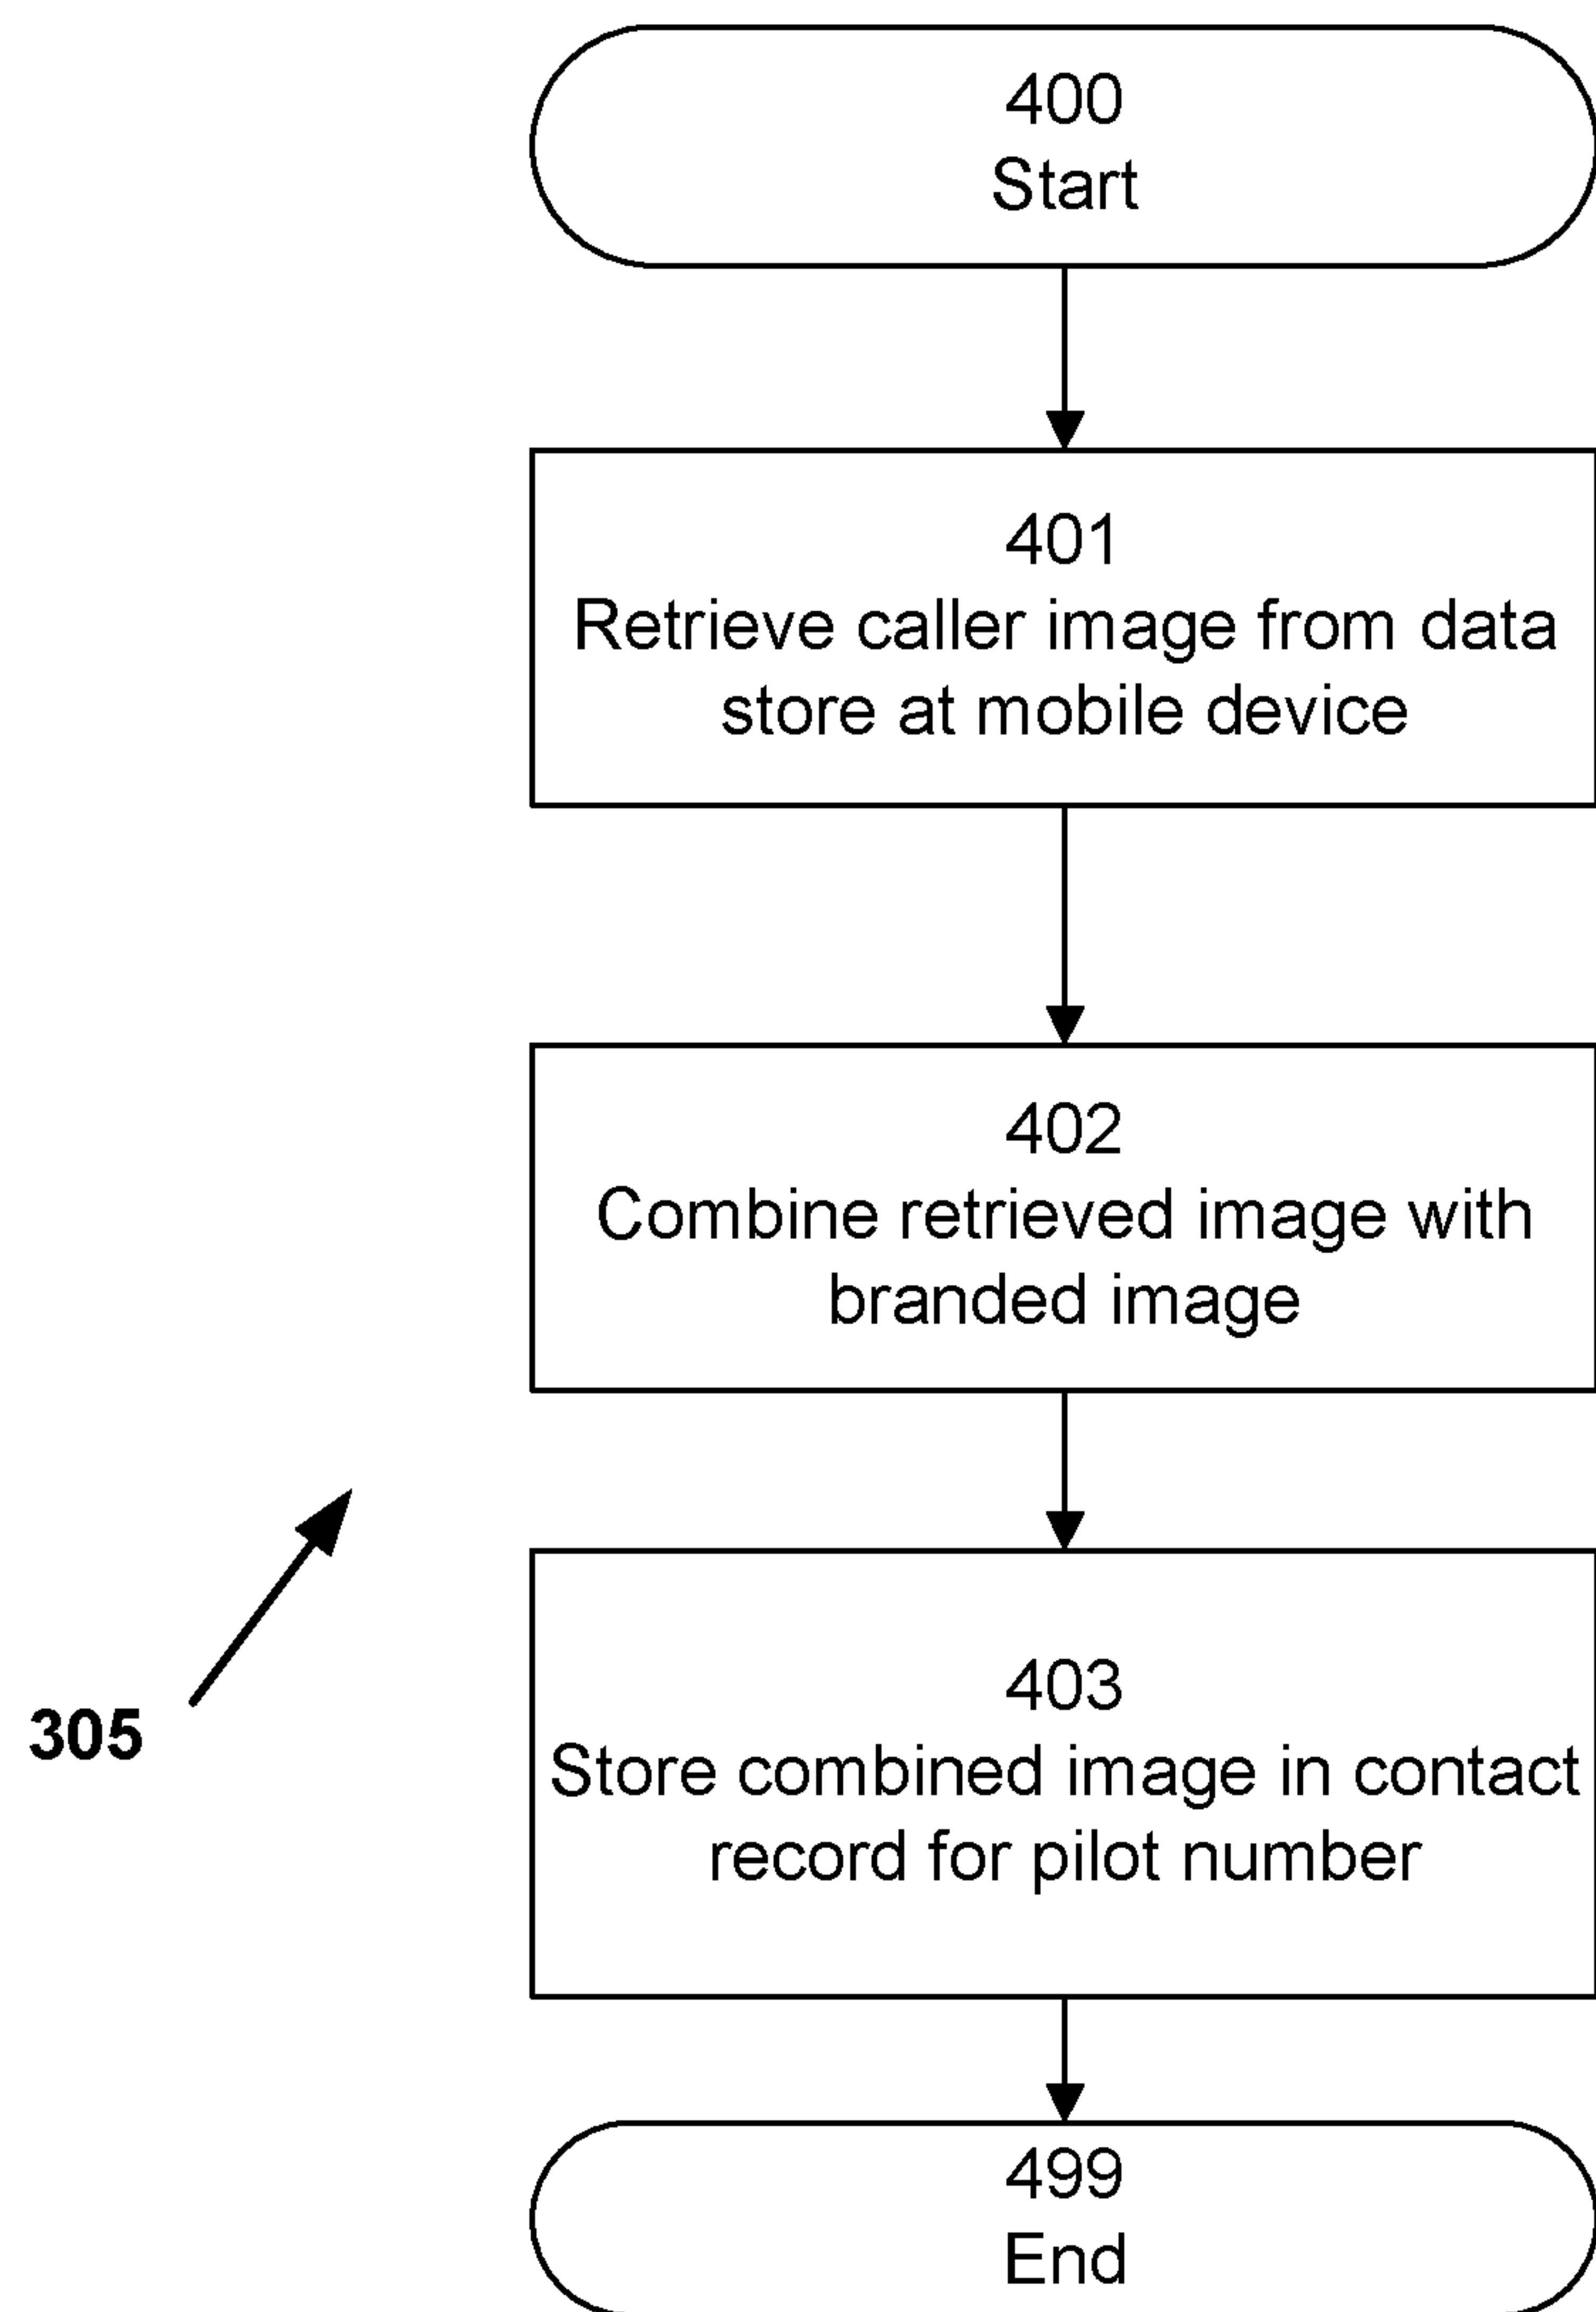 400
Start
401
Retrieve caller image from data
store at mobile device
402
Combine retrieved image with
branded image
403
Store combined image in contact
record for pilot number
305
499
End